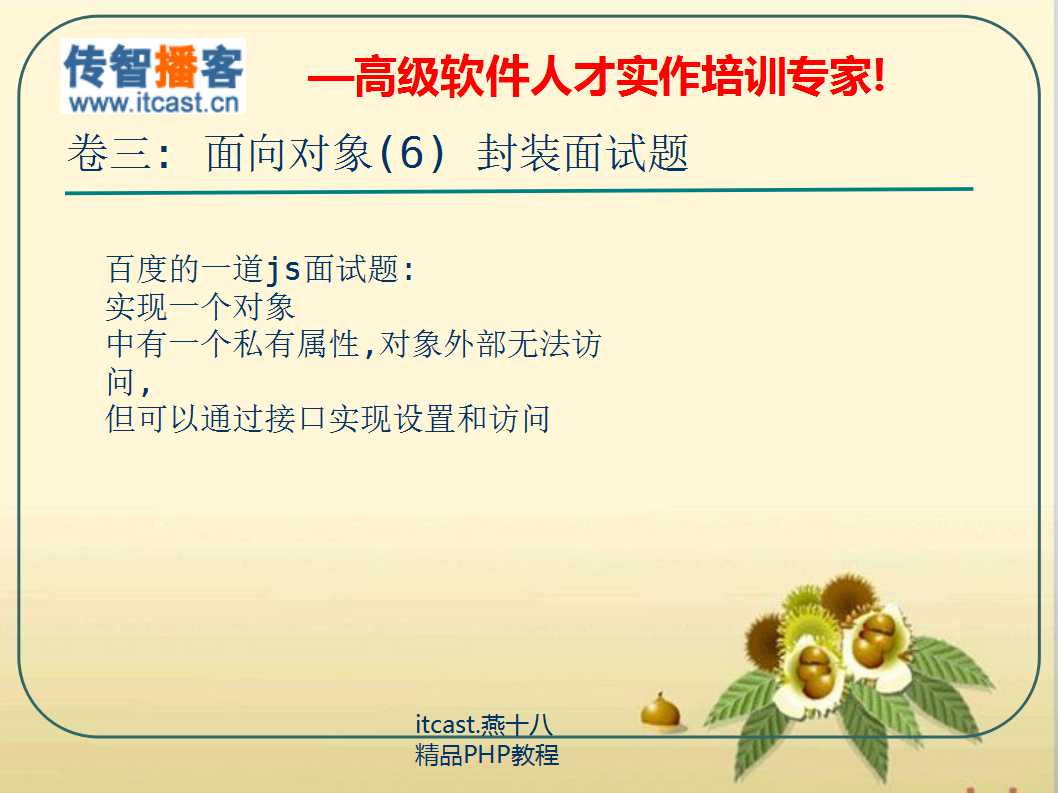 传智播客
www.itcast.cn
—高级软件人才实作培训专家!
卷三: 面向对象(6) 封装面试题
百度的一道js面试题:
实现一个对象
中有一个私有属性,对象外部无法访
问,
但可以通过接口实现设置和访问
itcast.燕十八
精品PHP教程